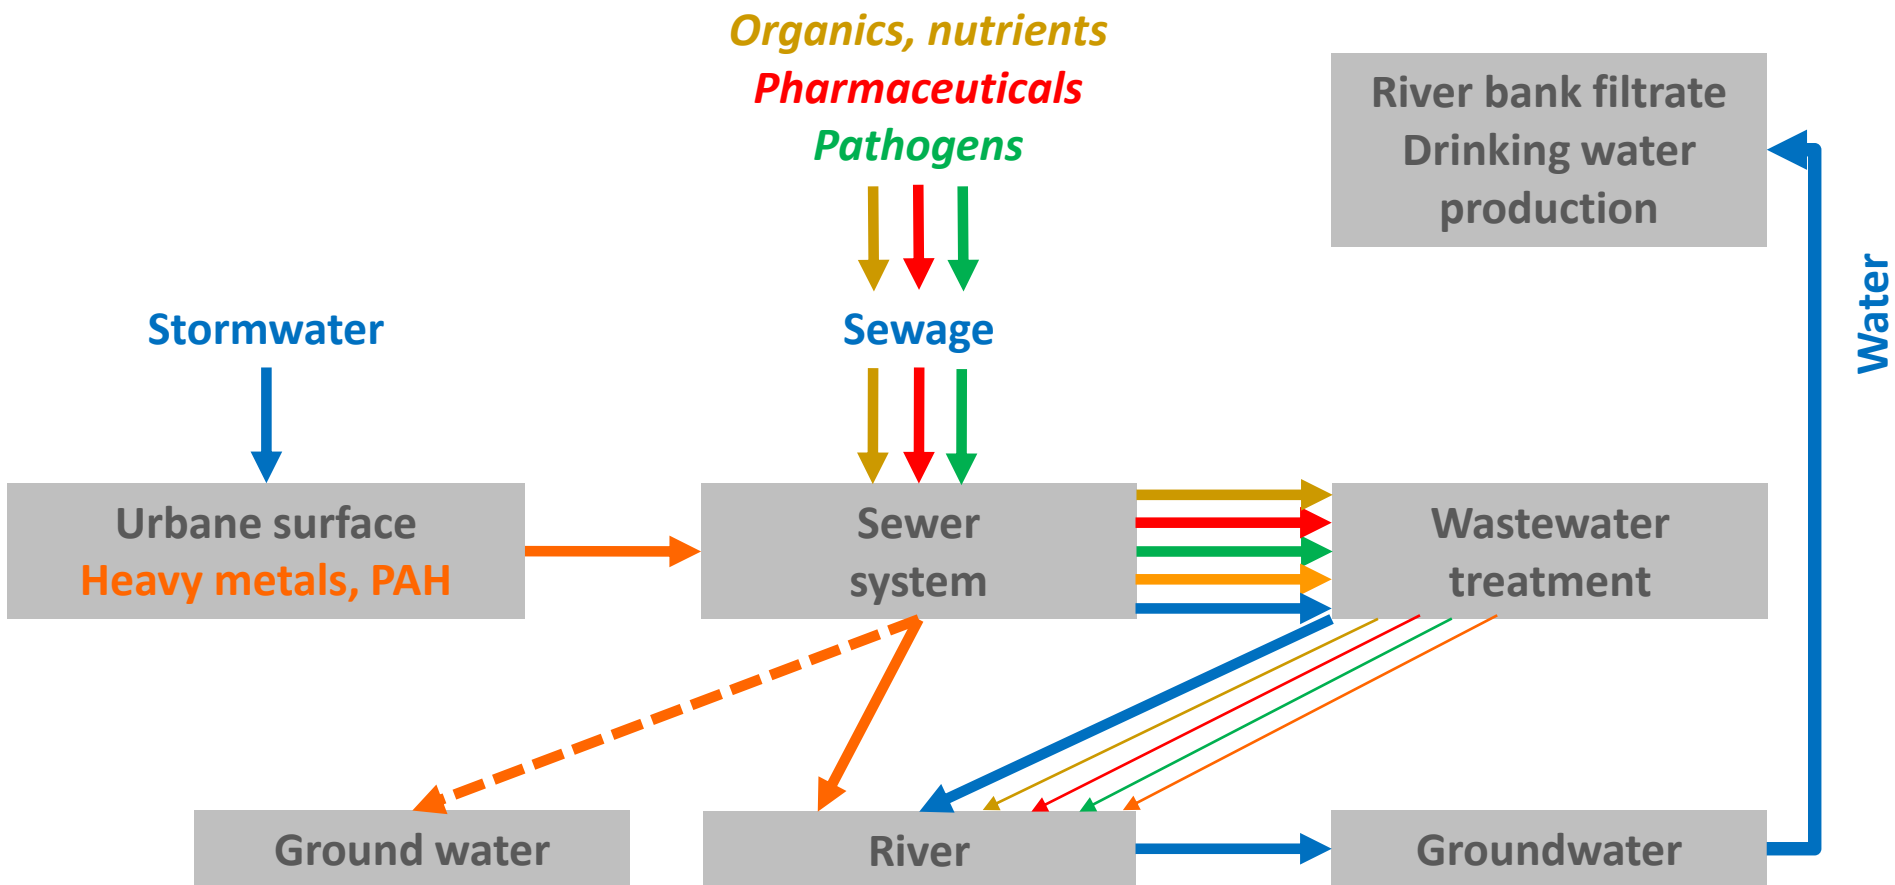 Organics, nutrients
Pharmaceuticals
Pathogens
River bank filtrate
Drinking water
production
Water
Stormwater
Sewage
Urbane surface
Heavy metals, PAH
Sewer
system
Wastewater
treatment
Ground water
River
Groundwater